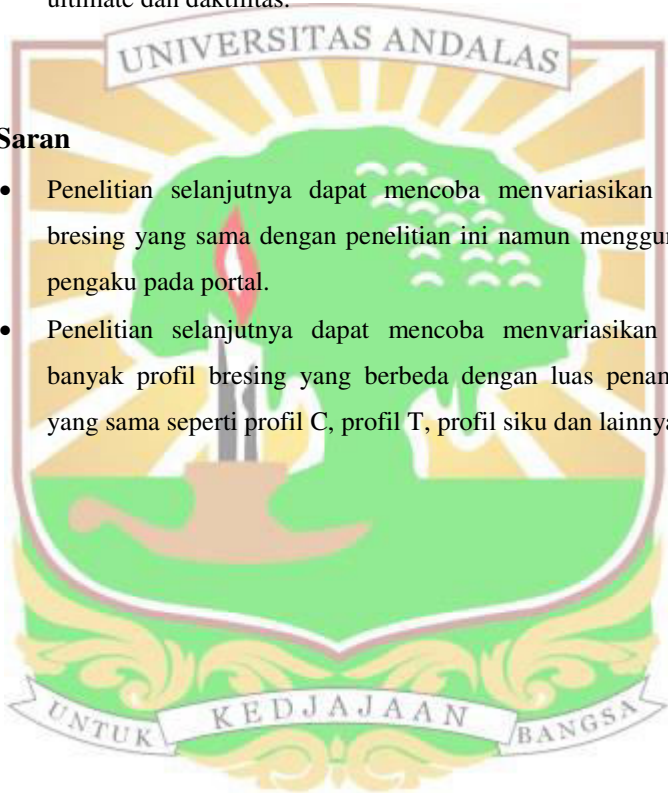 ultimate dan daktilitas.
UNIVERSITAS ANDALAS
Saran
• Penelitian selanjutnya dapat mencoba menvariasikan
bresing yang sama dengan penelitian ini namun menggun
pengaku pada portal.
• Penelitian selanjutnya dapat mencoba menvariasikan
banyak profil bresing yang berbeda dengan luas penam
yang sama seperti profil C, profil T, profil siku dan lainnya
UNTUK KEDJAJAAN BANGSA